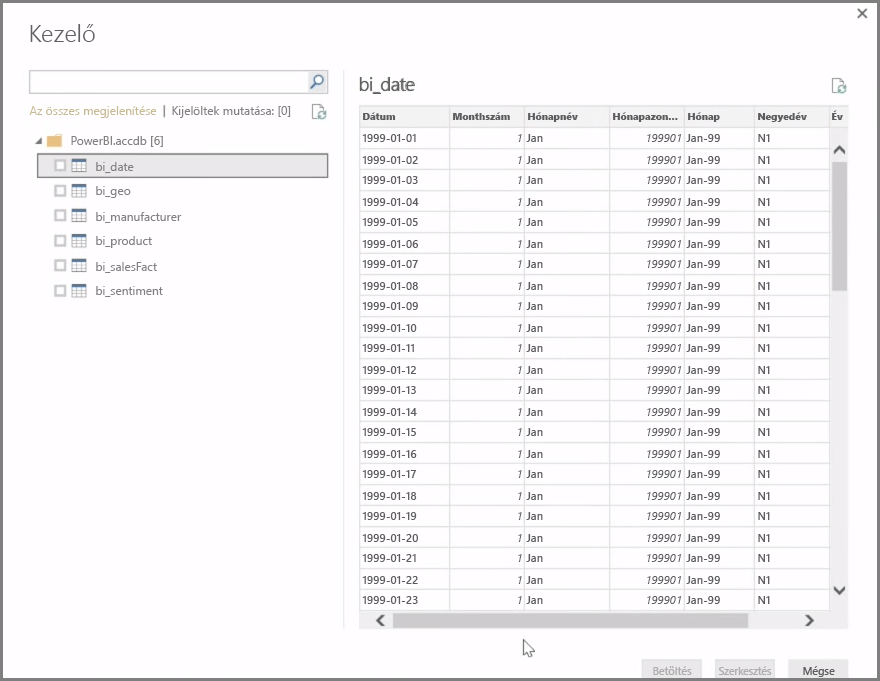 Kezelő
Az összes megjelenítése | Kijelöltek mutatása: [0]
PowerBI.accdb [6]
bi_date
bi_geo
bi_manufacturer
bi_product
bi_salesFact
bi_sentiment
bi_date
Dátum Monthszám Hónapnév Hónapazon... Hónap Negyedév Év
1999-01-01 1 Jan 199901 Jan-99 N1
1999-01-02 1 Jan 199901 Jan-99 N1
1999-01-03 1 Jan 199901 Jan-99 N1
1999-01-04 1 Jan 199901 Jan-99 N1
1999-01-05 1 Jan 199901 Jan-99 N1
1999-01-06 1 Jan 199901 Jan-99 N1
1999-01-07 1 Jan 199901 Jan-99 N1
1999-01-08 1 Jan 199901 Jan-99 N1
1999-01-09 1 Jan 199901 Jan-99 N1
1999-01-10 1 Jan 199901 Jan-99 N1
1999-01-11 1 Jan 199901 Jan-99 N1
1999-01-12 1 Jan 199901 Jan-99 N1
1999-01-13 1 Jan 199901 Jan-99 N1
1999-01-14 1 Jan 199901 Jan-99 N1
1999-01-15 1 Jan 199901 Jan-99 N1
1999-01-16 1 Jan 199901 Jan-99 N1
1999-01-17 1 Jan 199901 Jan-99 N1
1999-01-18 1 Jan 199901 Jan-99 N1
1999-01-19 1 Jan 199901 Jan-99 N1
1999-01-20 1 Jan 199901 Jan-99 N1
1999-01-21 1 Jan 199901 Jan-99 N1
1999-01-22 1 Jan 199901 Jan-99 N1
1999-01-23 1 Jan 199901 Jan-99 N1
Betöltés Szerkesztés Mégse